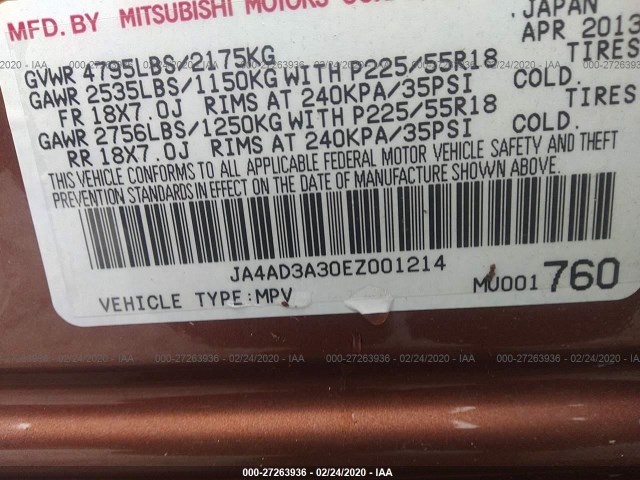 MFD. BY MITSUBISHI MOTORS
JAPAN
APR 2013
GVWR 4795LBS/2175KG
GAWR 2535LBS/1150KG WITH P225/55R18 TIRES
FR 18X7.0J RIMS AT 240KPA/35PSI COLD.
GAWR 2756LBS/1250KG WITH P225/55R18 TIRES
RR 18X7.0J RIMS AT 240KPA/35PSI COLD.
THIS VEHICLE CONFORMS TO ALL APPLICABLE FEDERAL MOTOR VEHICLE SAFETY AND THEFT
PREVENTION STANDARDS IN EFFECT ON THE DATE OF MANUFACTURE SHOWN ABOVE.
JA4AD3A30EZ001214
VEHICLE TYPE:MPV
MU001760
000-27263936 - 02/24/2020 - IAA